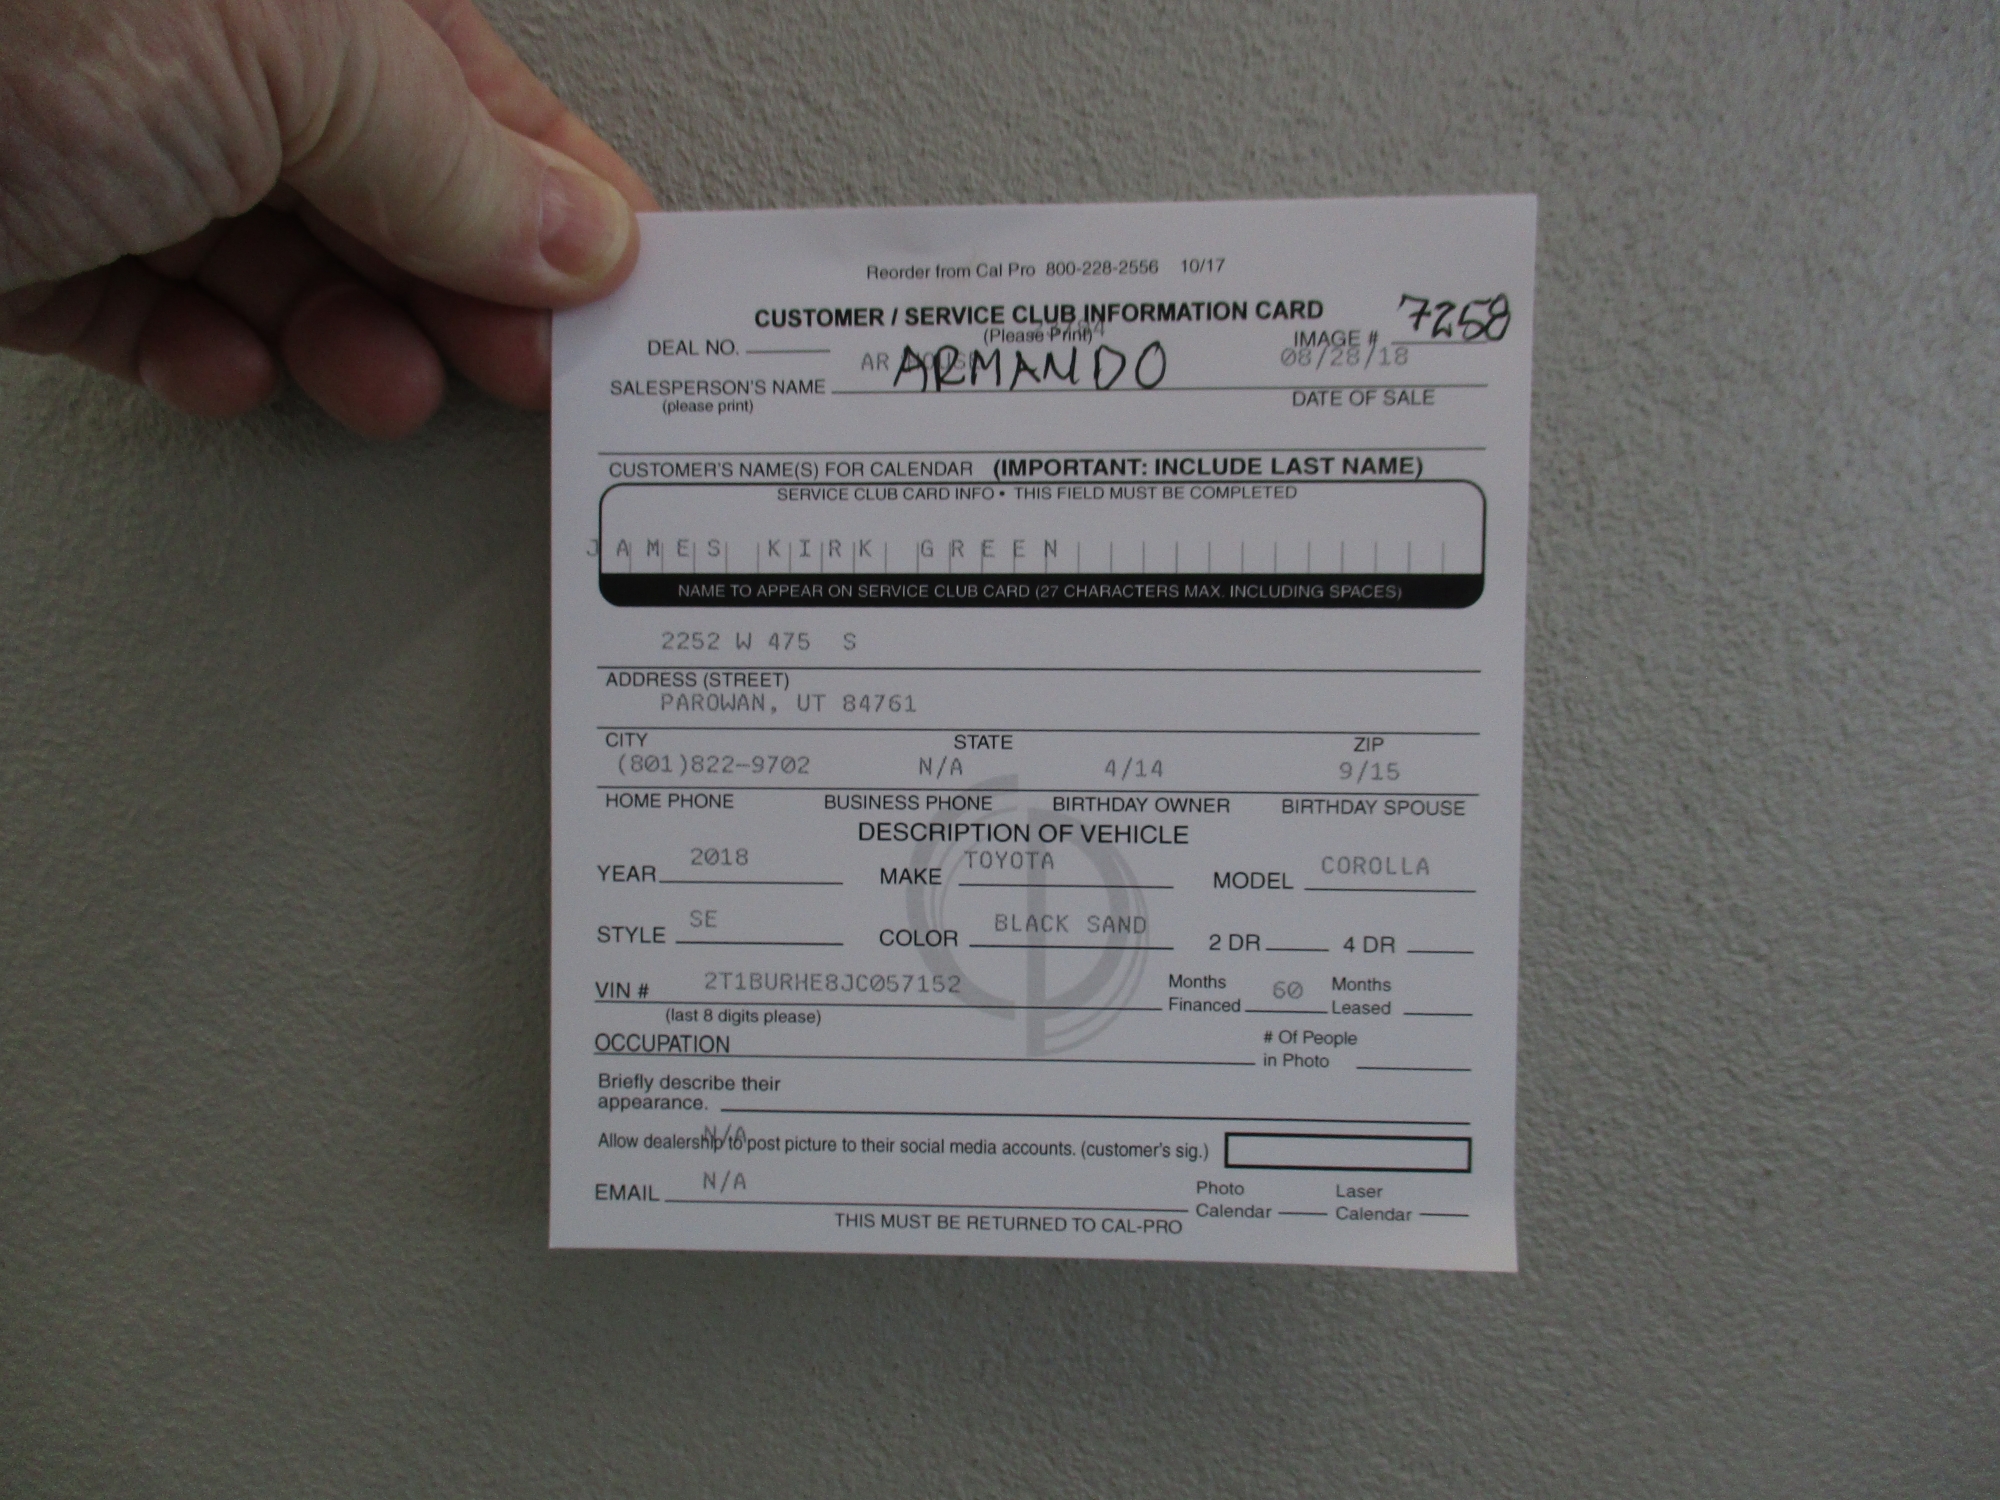 Reorder from Cal Pro 800-228-2556 10/17
CUSTOMER / SERVICE CLUB INFORMATION CARD 7258
(Please Print)
DEAL NO. IMAGE #
ARMANDO 08/28/18
SALESPERSON'S NAME DATE OF SALE
(please print)
CUSTOMER'S NAME(S) FOR CALENDAR (IMPORTANT: INCLUDE LAST NAME)
SERVICE CLUB CARD INFO • THIS FIELD MUST BE COMPLETED
JAMES KIRK GREEN
NAME TO APPEAR ON SERVICE CLUB CARD (27 CHARACTERS MAX. INCLUDING SPACES)
2252 W 475 S
ADDRESS (STREET)
PAROWAN, UT 84761
CITY STATE ZIP
(801)822-9702 N/A 4/14 9/15
HOME PHONE BUSINESS PHONE BIRTHDAY OWNER BIRTHDAY SPOUSE
DESCRIPTION OF VEHICLE
YEAR 2018 MAKE TOYOTA MODEL COROLLA
STYLE SE COLOR BLACK SAND 2 DR 4 DR
VIN # 2T1BURHE8JC057152 Months Financed 60 Months Leased
(last 8 digits please)
OCCUPATION # Of People in Photo
Briefly describe their
appearance.
N/A
Allow dealership to post picture to their social media accounts. (customer's sig.)
EMAIL N/A Photo Calendar Laser Calendar
THIS MUST BE RETURNED TO CAL-PRO